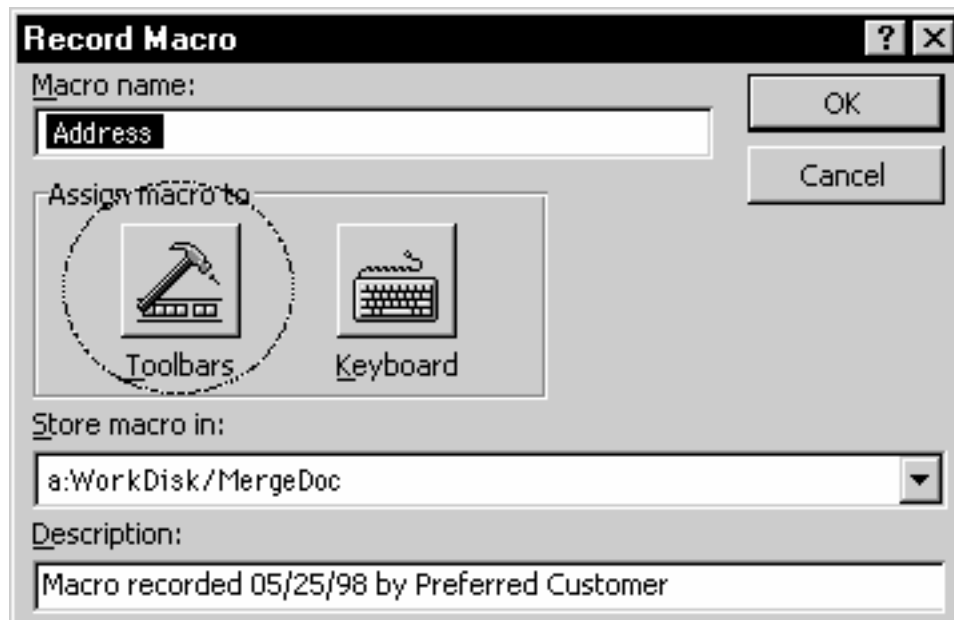 Record Macro
Macro name:
OK
Address
Cancel
Assign macro to
Toolbars Keyboard
Store macro in:
a:WorkDisk/MergeDoc
Description:
Macro recorded 05/25/98 by Preferred Customer